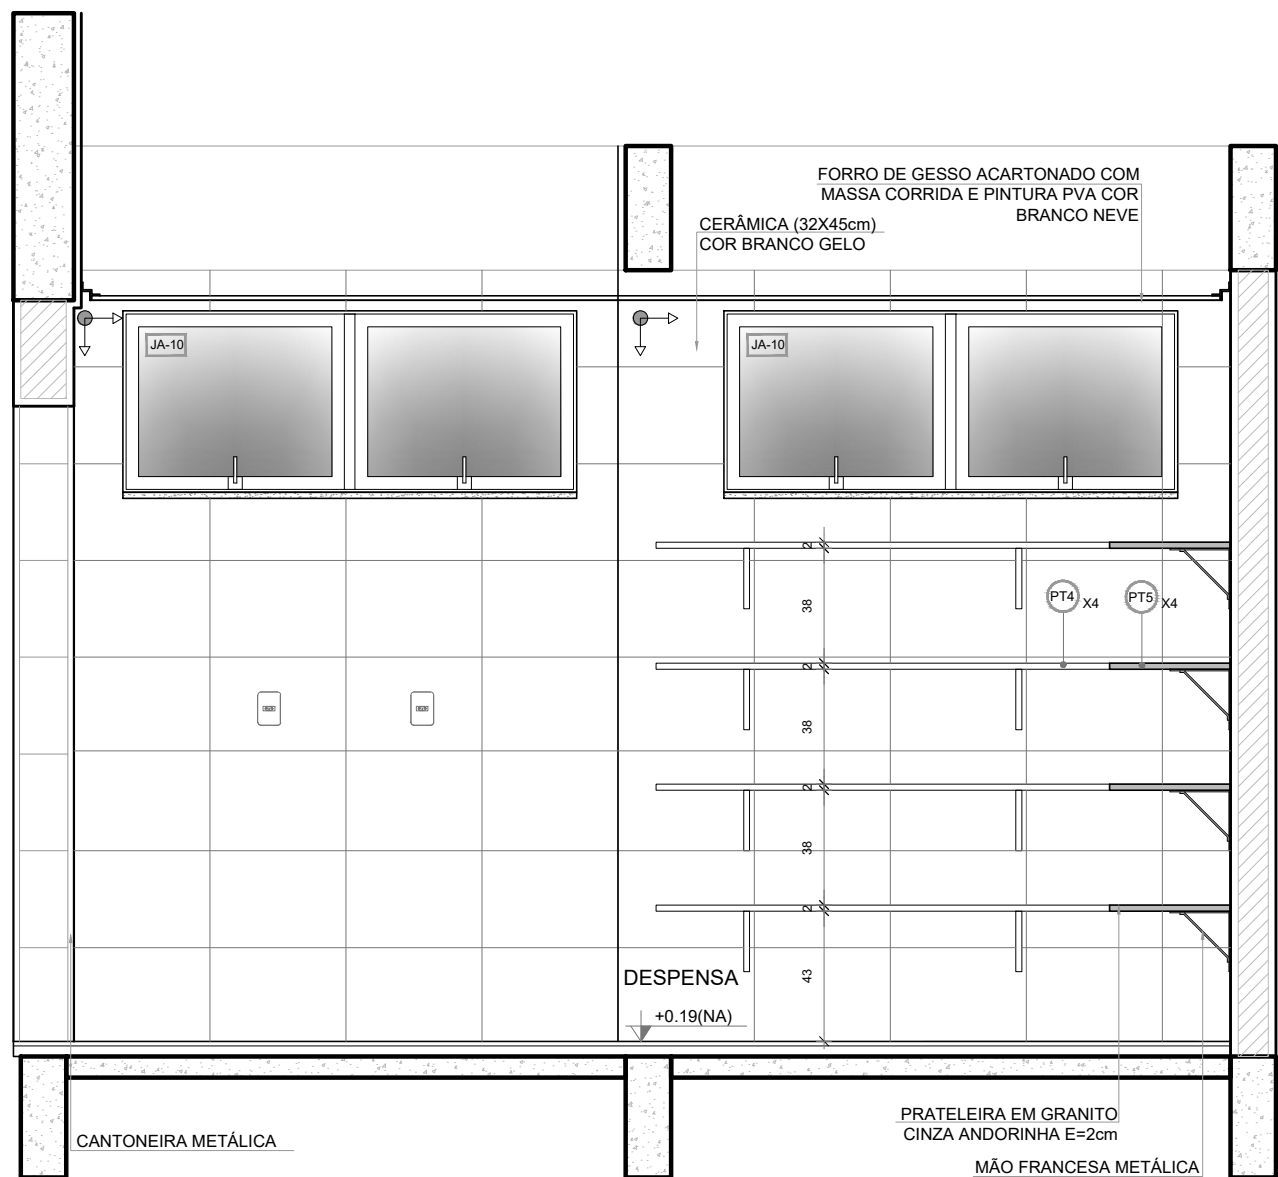 FORRO DE GESSO ACARTONADO COM
MASSA CORRIDA E PINTURA PVA COR
BRANCO NEVE
CERÂMICA (32X45cm)
COR BRANCO GELO
JA-10
JA-10
2
38
PT4 X4
PT5 X4
2
38
2
38
2
43
DESPENSA
+0.19(NA)
PRATELEIRA EM GRANITO
CINZA ANDORINHA E=2cm
CANTONEIRA METÁLICA
MÃO FRANCESA METÁLICA